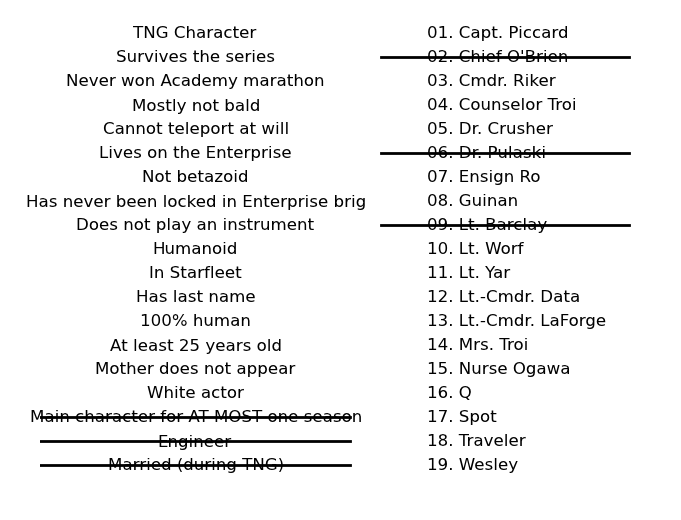 TNG Character
Survives the series
Never won Academy marathon
Mostly not bald
Cannot teleport at will
Lives on the Enterprise
Not betazoid
Has never been locked in Enterprise brig
Does not play an instrument
Humanoid
In Starfleet
Has last name
100% human
At least 25 years old
Mother does not appear
White actor
Main character for AT MOST one season
Engineer
Married (during TNG)
01. Capt. Piccard
02. Chief O'Brien
03. Cmdr. Riker
04. Counselor Troi
05. Dr. Crusher
06. Dr. Pulaski
07. Ensign Ro
08. Guinan
09. Lt. Barclay
10. Lt. Worf
11. Lt. Yar
12. Lt.-Cmdr. Data
13. Lt.-Cmdr. LaForge
14. Mrs. Troi
15. Nurse Ogawa
16. Q
17. Spot
18. Traveler
19. Wesley